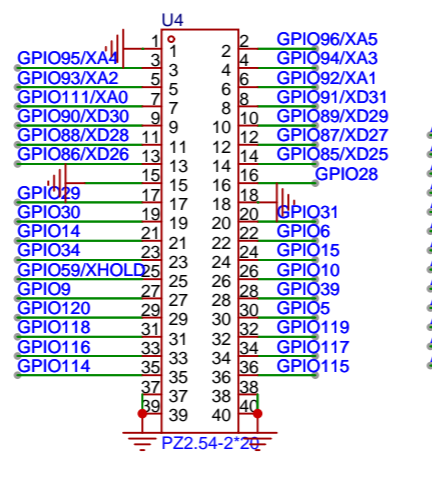 U4
1 1 2 2 GPIO96/XA5
GPIO95/XA4 3 3 4 4 GPIO94/XA3
GPIO93/XA2 5 5 6 6 GPIO92/XA1
GPIO111/XA0 7 7 8 8 GPIO91/XD31
GPIO90/XD30 9 9 10 10 GPIO89/XD29
GPIO88/XD28 11 11 12 12 GPIO87/XD27
GPIO86/XD26 13 13 14 14 GPIO85/XD25
15 15 16 16 GPIO28
GPIO29 17 17 18 18
GPIO30 19 19 20 20 GPIO31
GPIO14 21 21 22 22 GPIO6
GPIO34 23 23 24 24 GPIO15
GPIO59/XHOLD 25 25 26 26 GPIO10
GPIO9 27 27 28 28 GPIO39
GPIO120 29 29 30 30 GPIO5
GPIO118 31 31 32 32 GPIO119
GPIO116 33 33 34 34 GPIO117
GPIO114 35 35 36 36 GPIO115
37 37 38 38
39 39 40 40
PZ2.54-2*20